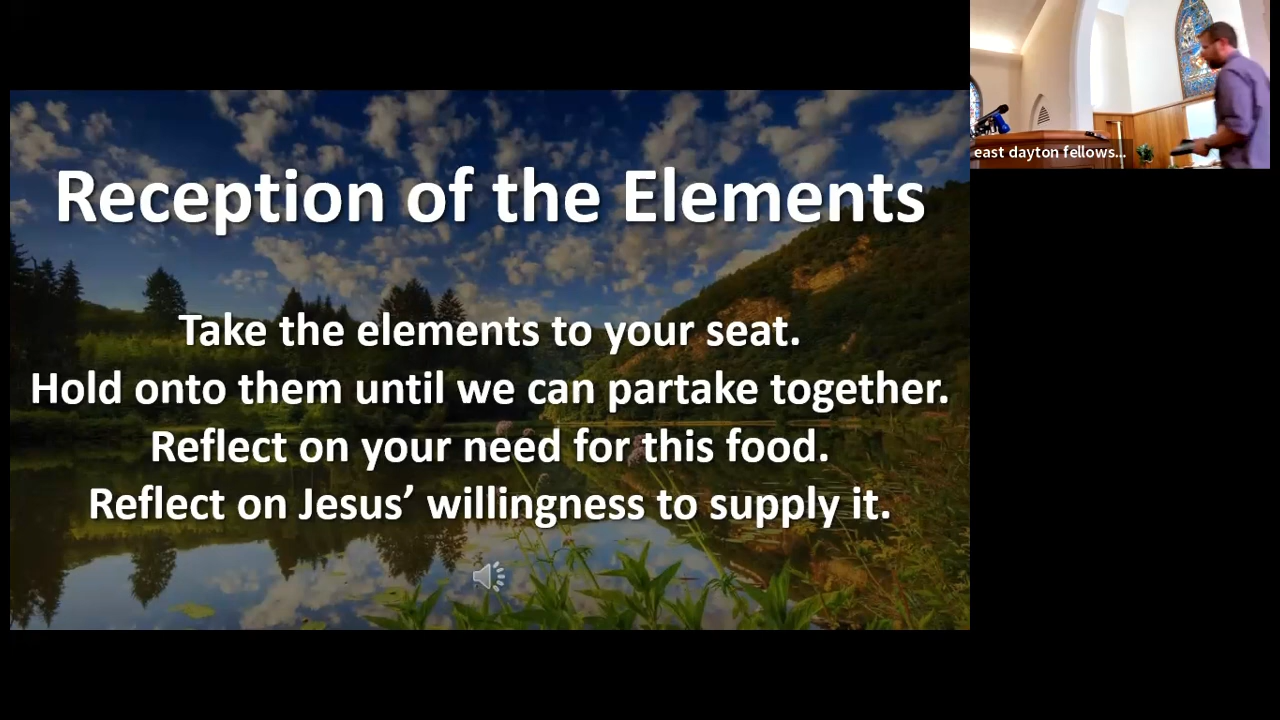 Reception of the Elements
Take the elements to your seat.
Hold onto them until we can partake together.
Reflect on your need for this food.
Reflect on Jesus’ willingness to supply it.
east dayton fellows...